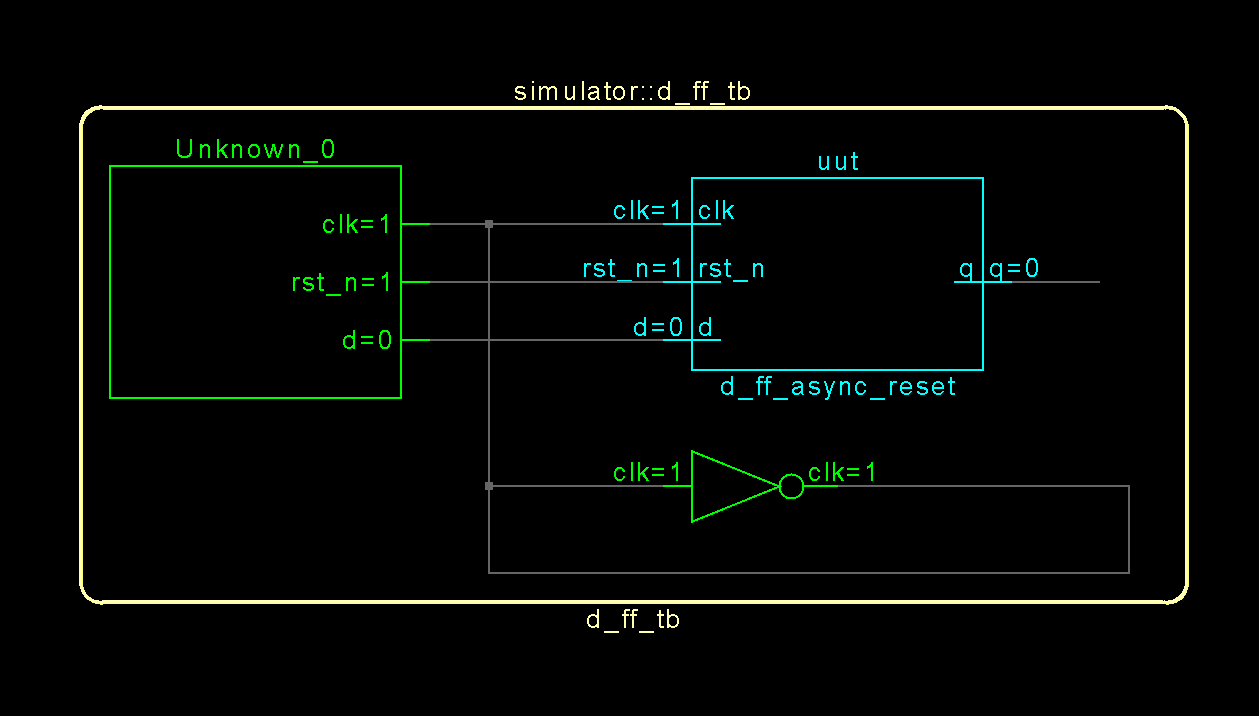 simulator::d_ff_tb
Unknown_0
uut
clk=1
clk=1
clk
rst_n=1
rst_n=1
rst_n
q
q=0
d=0
d=0
d
d_ff_async_reset
clk=1
clk=1
d_ff_tb